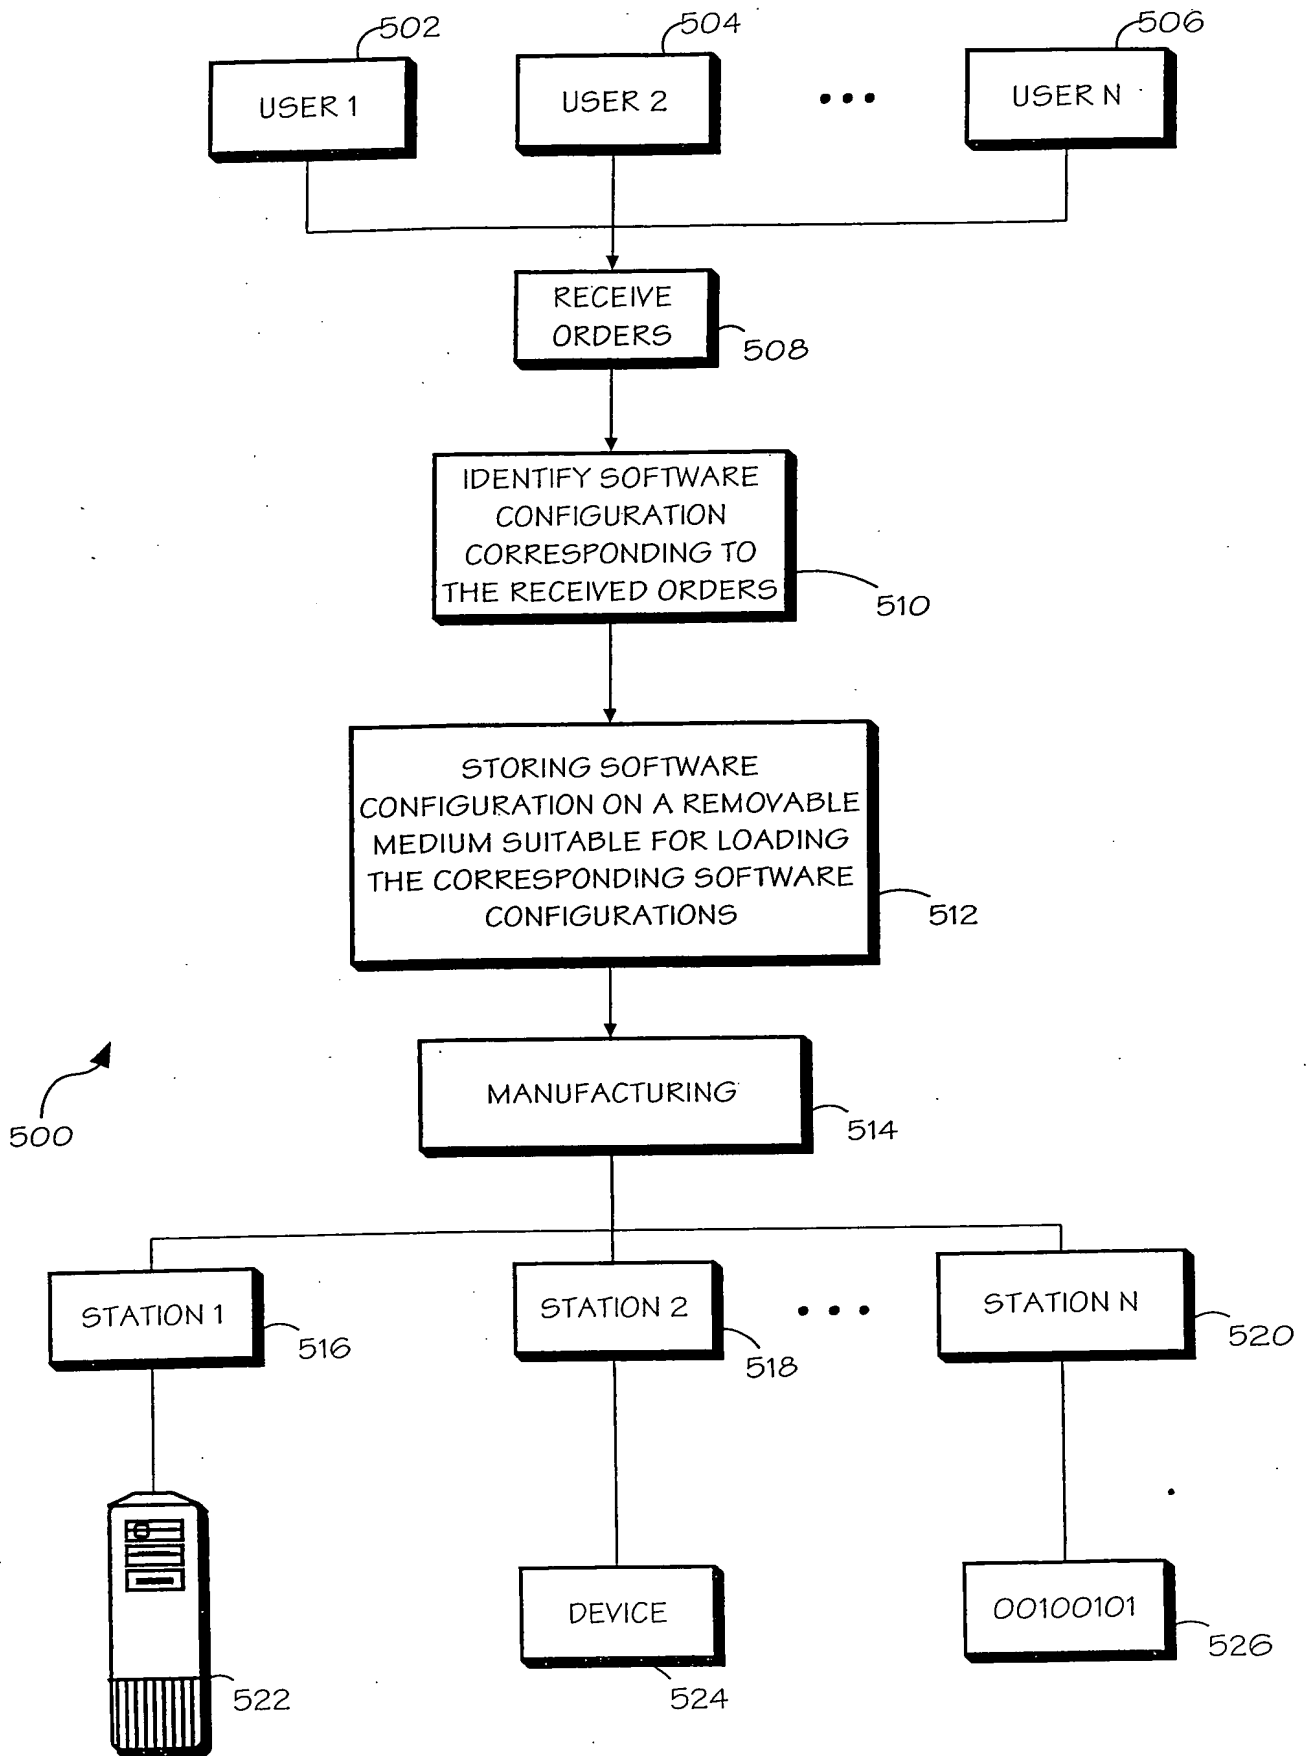 502
504
506
USER 1
USER 2
USER N
RECEIVE
ORDERS
508
IDENTIFY SOFTWARE
CONFIGURATION
CORRESPONDING TO
THE RECEIVED ORDERS
510
STORING SOFTWARE
CONFIGURATION ON A REMOVABLE
MEDIUM SUITABLE FOR LOADING
THE CORRESPONDING SOFTWARE
CONFIGURATIONS
512
500
MANUFACTURING
514
STATION 1
516
STATION 2
518
STATION N
520
522
DEVICE
524
00100101
526